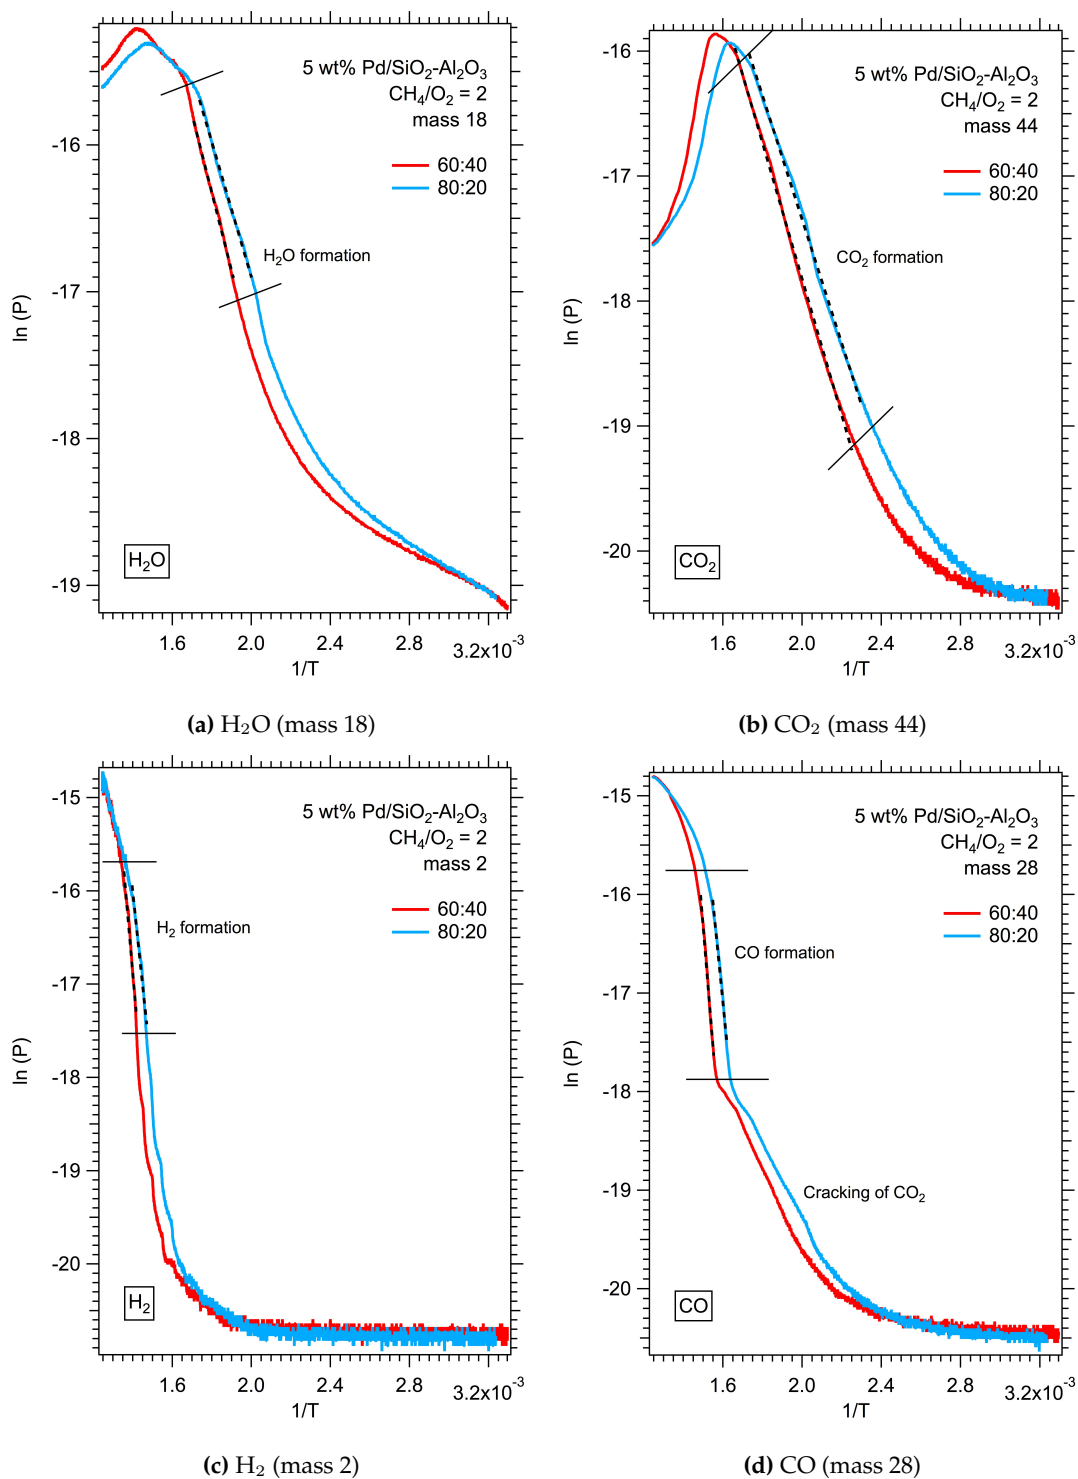 5 wt% Pd/SiO₂-Al₂O₃
CH₄/O₂ = 2
mass 18
60:40
80:20
H₂O formation
H₂O
ln (P)
-16
-17
-18
-19
1.6
2.0
2.4
2.8
3.2x10⁻³
1/T
(a) H₂O (mass 18)
5 wt% Pd/SiO₂-Al₂O₃
CH₄/O₂ = 2
mass 44
60:40
80:20
CO₂ formation
CO₂
ln (P)
-16
-17
-18
-19
-20
1.6
2.0
2.4
2.8
3.2x10⁻³
1/T
(b) CO₂ (mass 44)
5 wt% Pd/SiO₂-Al₂O₃
CH₄/O₂ = 2
mass 2
60:40
80:20
H₂ formation
H₂
ln (P)
-15
-16
-17
-18
-19
-20
1.6
2.0
2.4
2.8
3.2x10⁻³
1/T
(c) H₂ (mass 2)
5 wt% Pd/SiO₂-Al₂O₃
CH₄/O₂ = 2
mass 28
60:40
80:20
CO formation
Cracking of CO₂
CO
ln (P)
-15
-16
-17
-18
-19
-20
1.6
2.0
2.4
2.8
3.2x10⁻³
1/T
(d) CO (mass 28)